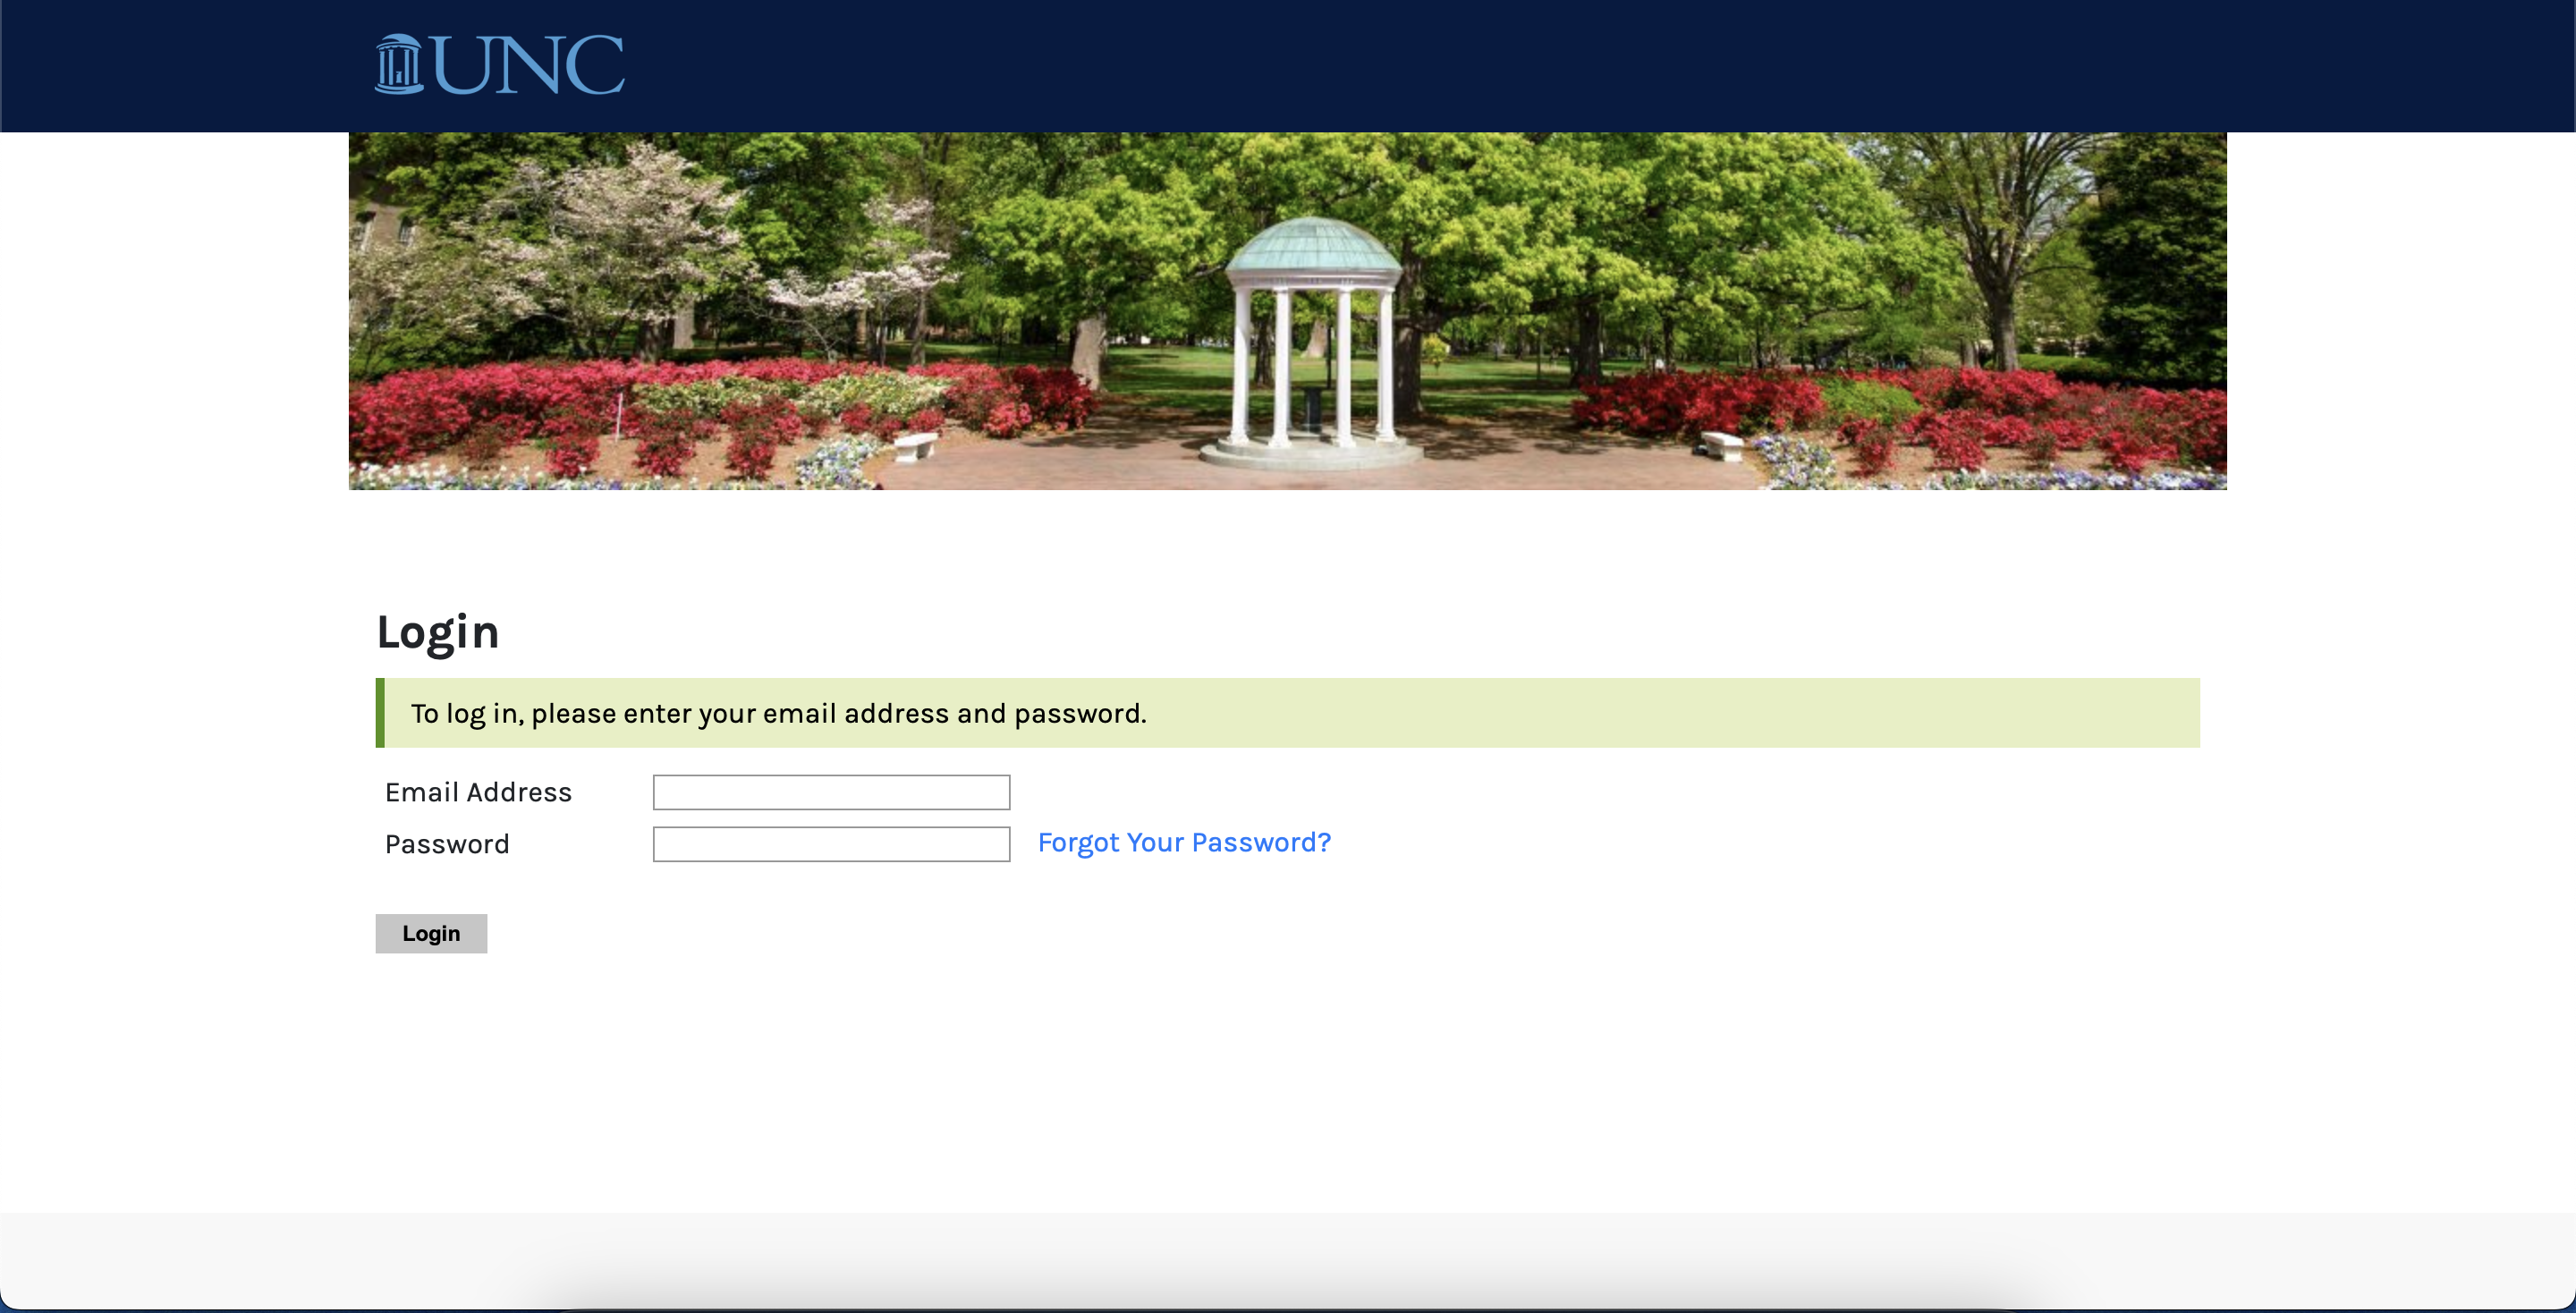 UNC
Login
To log in, please enter your email address and password.
Email Address
Password
Forgot Your Password?
Login